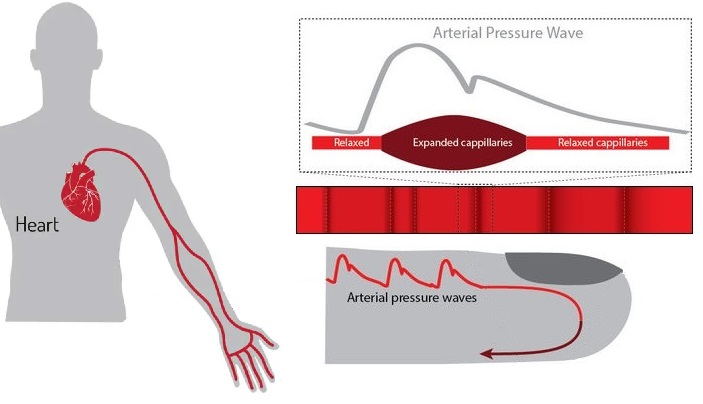 Arterial Pressure Wave
Relaxed
Expanded cappillaries
Relaxed cappillaries
Heart
Arterial pressure waves